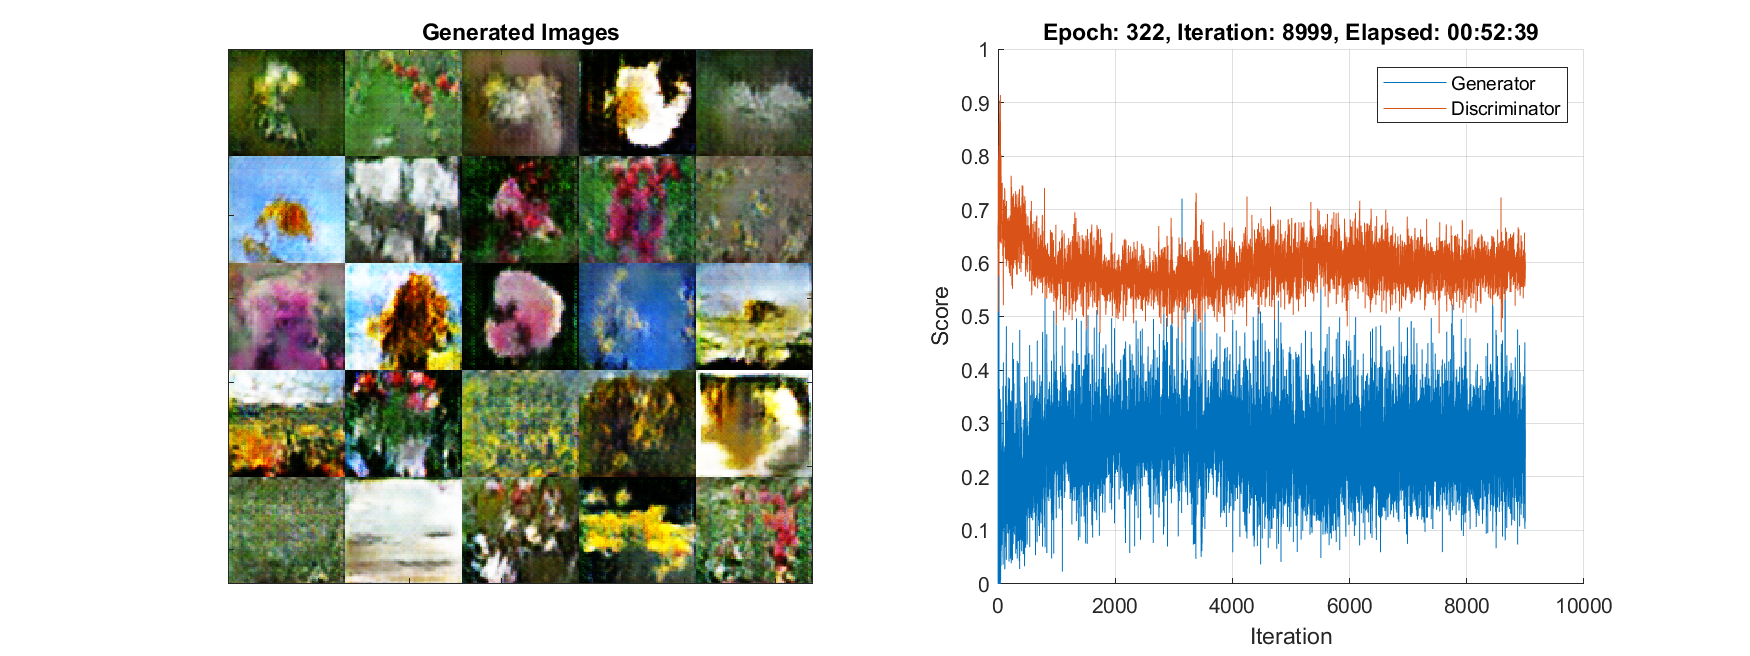 Generated Images
Epoch: 322, Iteration: 8999, Elapsed: 00:52:39
Generator
Discriminator
1
0.9
0.8
0.7
0.6
0.5
0.4
0.3
0.2
0.1
0
Score
0
2000
4000
6000
8000
10000
Iteration